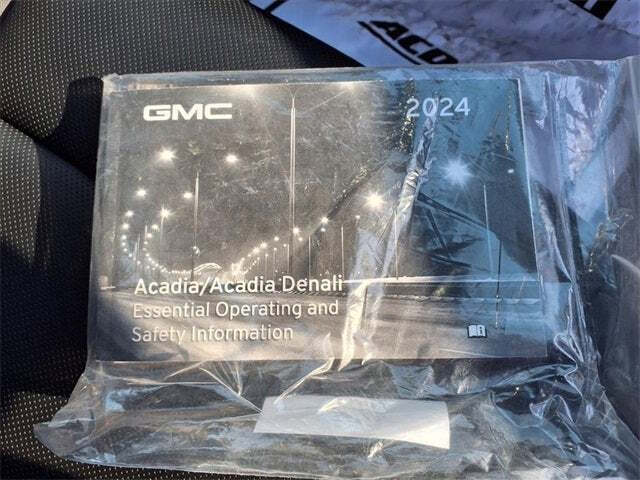 GMC
2024
Acadia/Acadia Denali
Essential Operating and
Safety Information